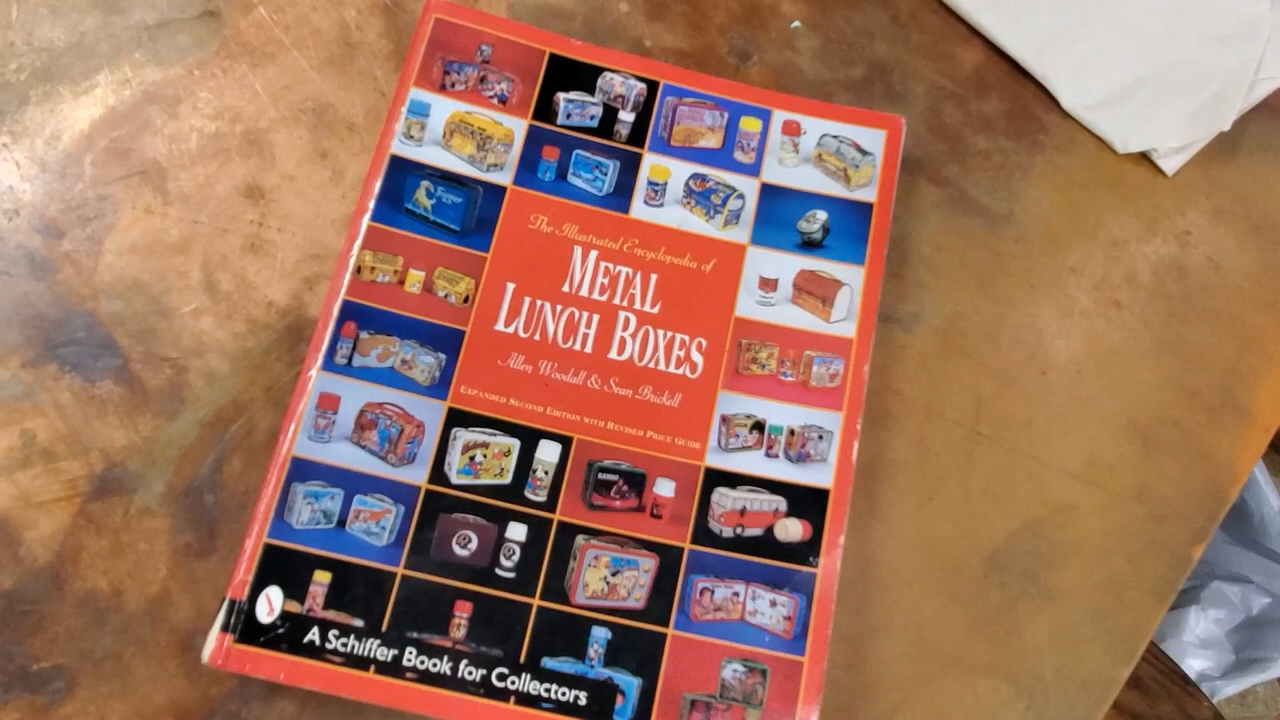 The Illustrated Encyclopedia of
METAL
LUNCH BOXES
Allen Woodall & Sean Brickell
EXPANDED SECOND EDITION WITH REVISED PRICE GUIDE
A Schiffer Book for Collectors